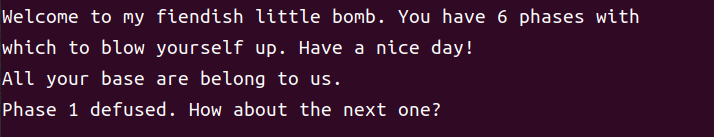 Welcome to my fiendish little bomb. You have 6 phases with
which to blow yourself up. Have a nice day!
All your base are belong to us.
Phase 1 defused. How about the next one?